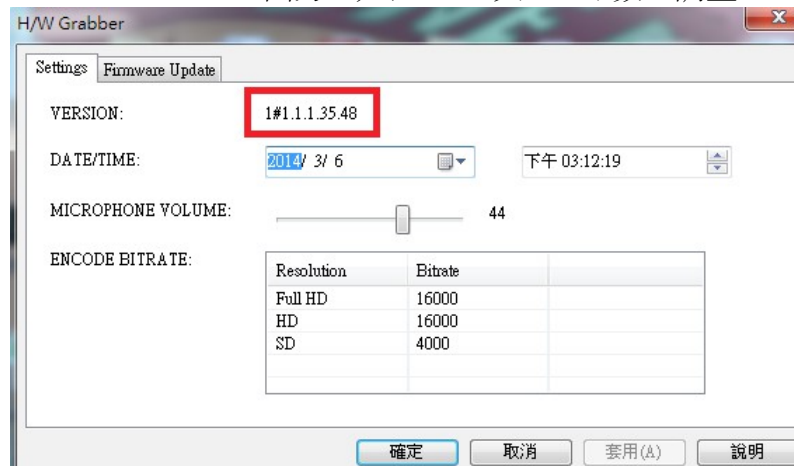 H/W Grabber
Settings Firmware Update
VERSION: 1#1.1.1.35.48
DATE/TIME: 2014/ 3/ 6 下午 03:12:19
MICROPHONE VOLUME: 44
ENCODE BITRATE:
Resolution Bitrate
Full HD 16000
HD 16000
SD 4000
確定 取消 套用(A) 說明